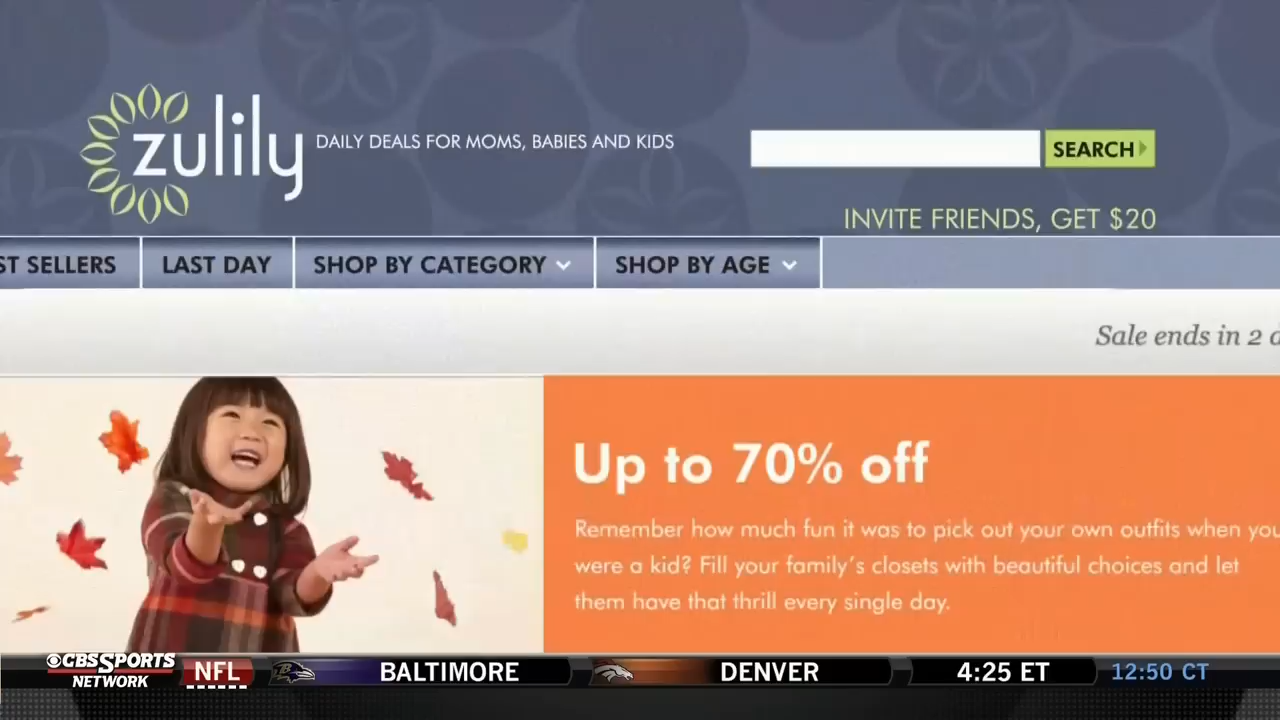 zulily
DAILY DEALS FOR MOMS, BABIES AND KIDS
SEARCH
INVITE FRIENDS, GET $20
ST SELLERS
LAST DAY
SHOP BY CATEGORY
SHOP BY AGE
Sale ends in 2 d
Up to 70% off
Remember how much fun it was to pick out your own outfits when you
were a kid? Fill your family's closets with beautiful choices and let
them have that thrill every single day.
CBS SPORTS
NETWORK
NFL
BALTIMORE
DENVER
4:25 ET
12:50 CT